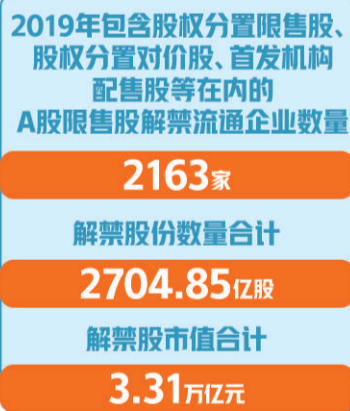 2019年包含股权分置限售股、
股权分置对价股、首发机构
配售股等在内的
A股限售股解禁流通企业数量
2163家
解禁股份数量合计
2704.85亿股
解禁股市值合计
3.31万亿元